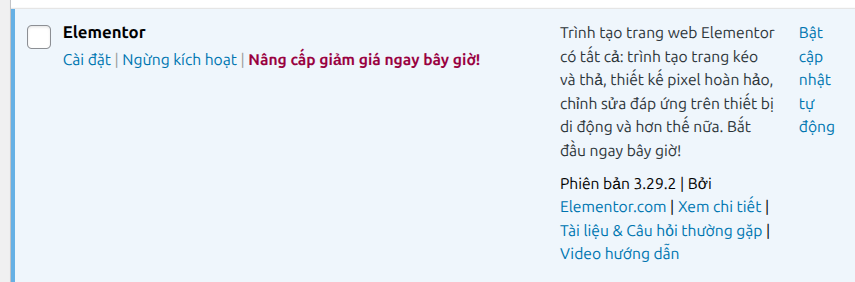 Elementor
Cài đặt | Ngừng kích hoạt | Nâng cấp giảm giá ngay bây giờ!
Trình tạo trang web Elementor
có tất cả: trình tạo trang kéo
và thả, thiết kế pixel hoàn hảo,
chỉnh sửa đáp ứng trên thiết bị
di động và hơn thế nữa. Bắt
đầu ngay bây giờ!
Phiên bản 3.29.2 | Bởi
Elementor.com | Xem chi tiết |
Tài liệu & Câu hỏi thường gặp |
Video hướng dẫn
Bật
cập
nhật
tự
động